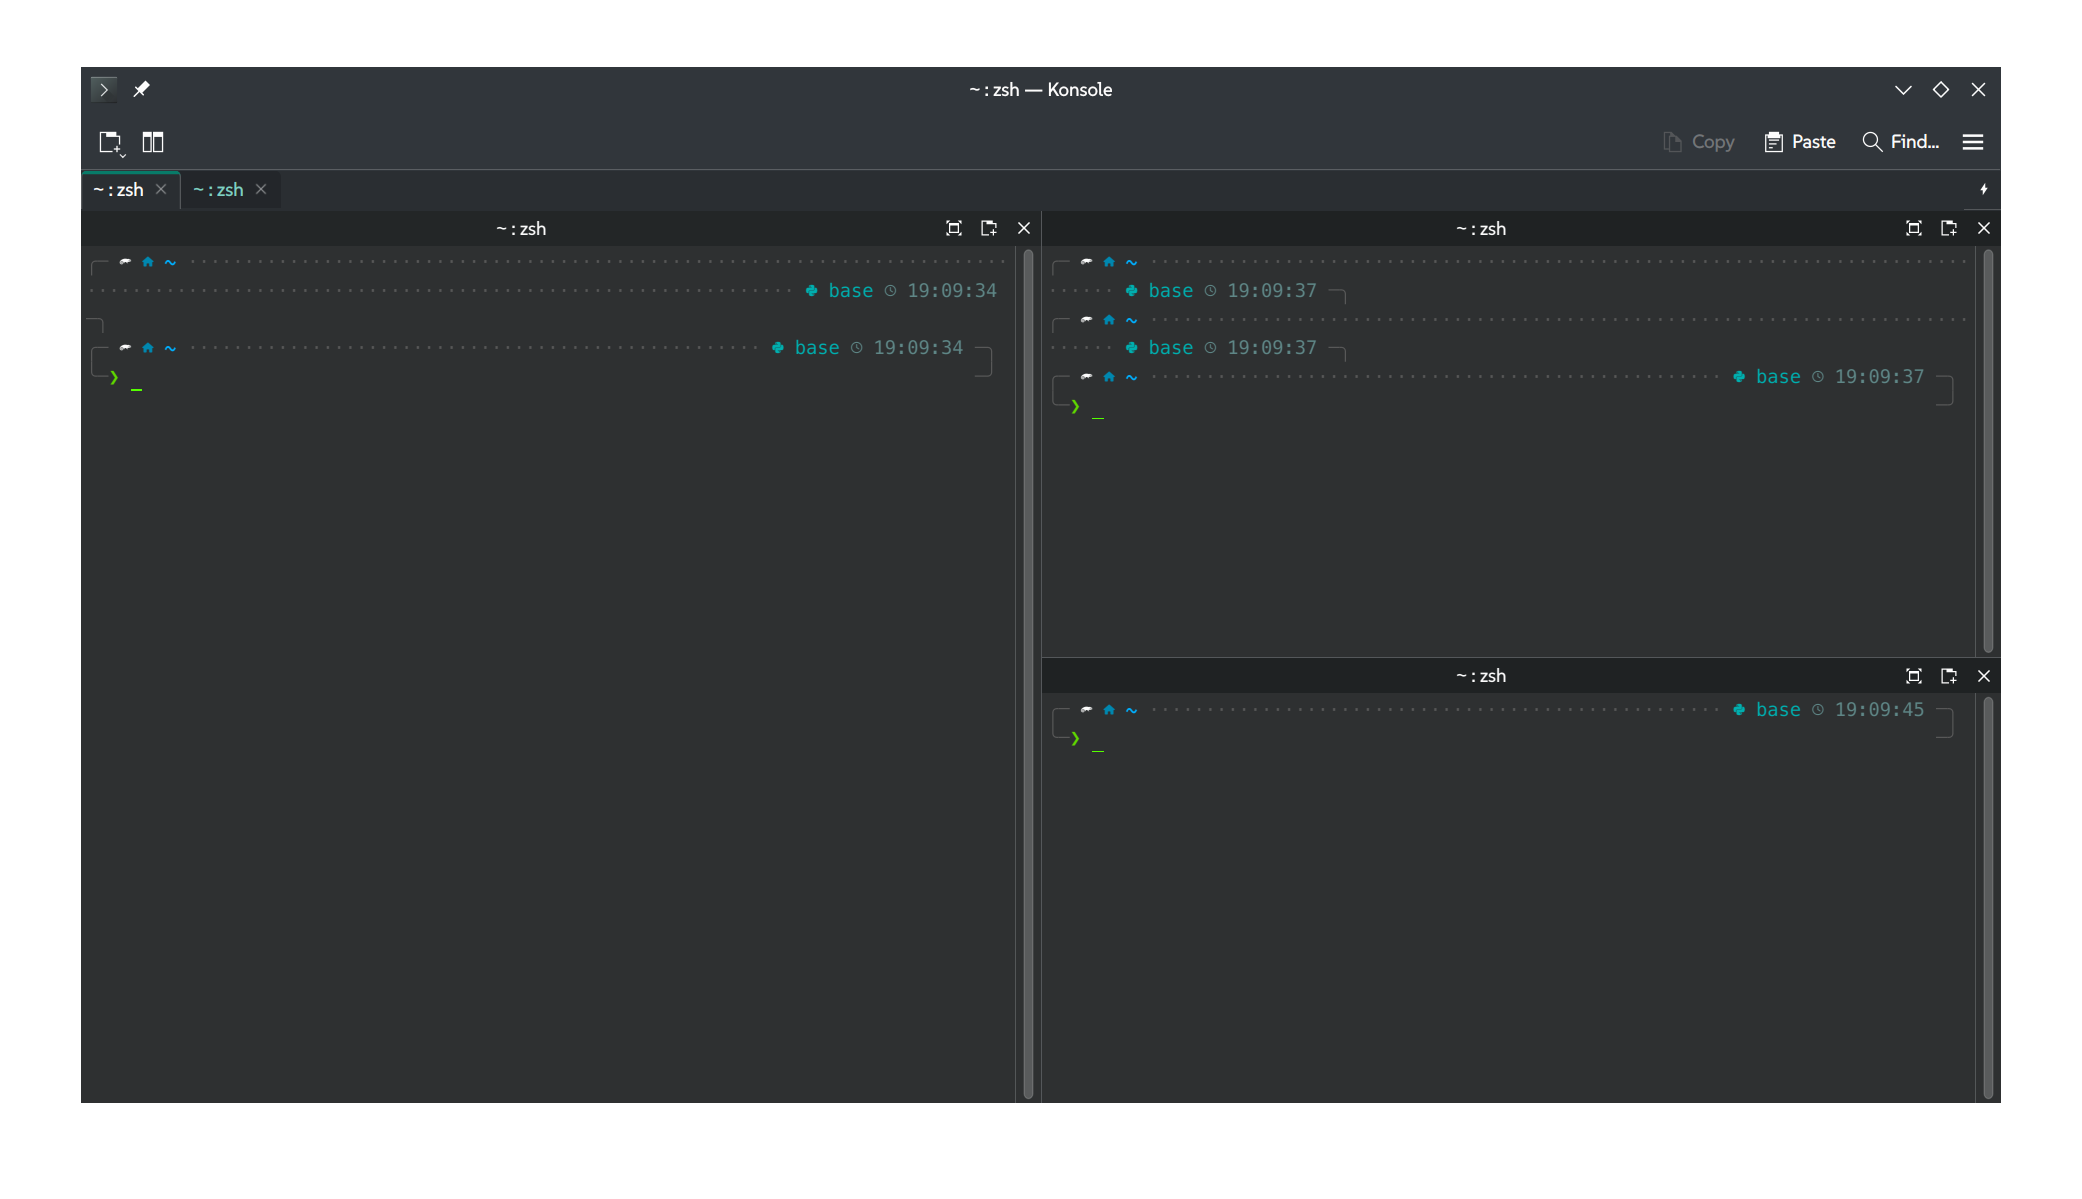 ~ : zsh — Konsole
Copy Paste Find...
~ : zsh ~ : zsh
~ : zsh
~
base 19:09:34
~ base 19:09:34
❯ _
~ : zsh
~
base 19:09:37
~
base 19:09:37
~ base 19:09:37
❯ _
~ : zsh
~ base 19:09:45
❯ _